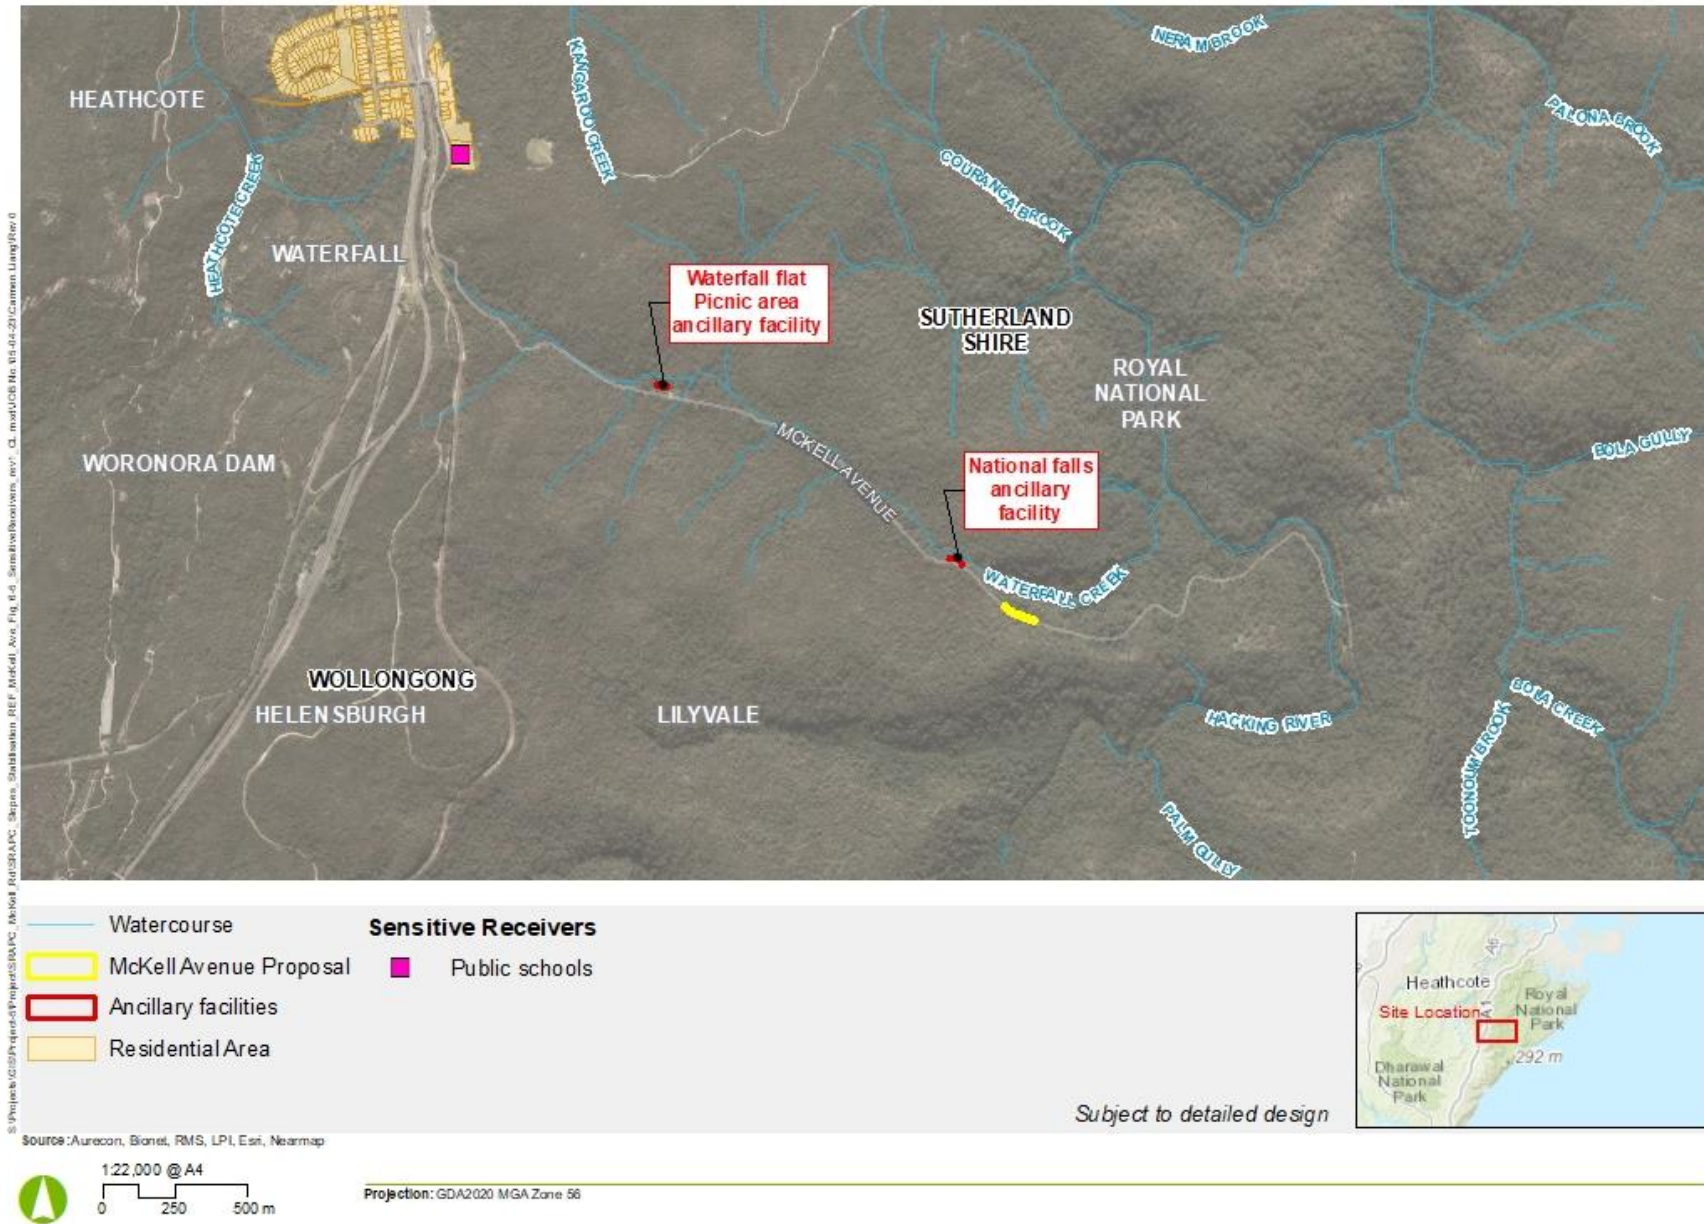 HEATHCOTE
KANGAROO CREEK
NERAM BROOK
PALONA BROOK
HEATHCOTE CREEK
COURANGA BROOK
WATERFALL
Waterfall flat
Picnic area
ancillary facility
SUTHERLAND
SHIRE
ROYAL
NATIONAL
PARK
MCKELL AVENUE
BOLA GULLY
WORONORA DAM
National falls
ancillary
facility
WATERFALL CREEK
WOLLONGONG
HELENSBURGH
LILYVALE
HACKING RIVER
BOLA CREEK
TOONOUM BROOK
PALM GULLY
Watercourse
McKell Avenue Proposal
Ancillary facilities
Residential Area
Sensitive Receivers
Public schools
Subject to detailed design
A6
Heathcote
A1
Site Location
Royal
National
Park
292 m
Dharawal
National
Park
Source: Aurecon, Bionet, RMS, LPI, Esri, Nearmap
1:22,000 @ A4
0 250 500 m
Projection: GDA2020 MGA Zone 56